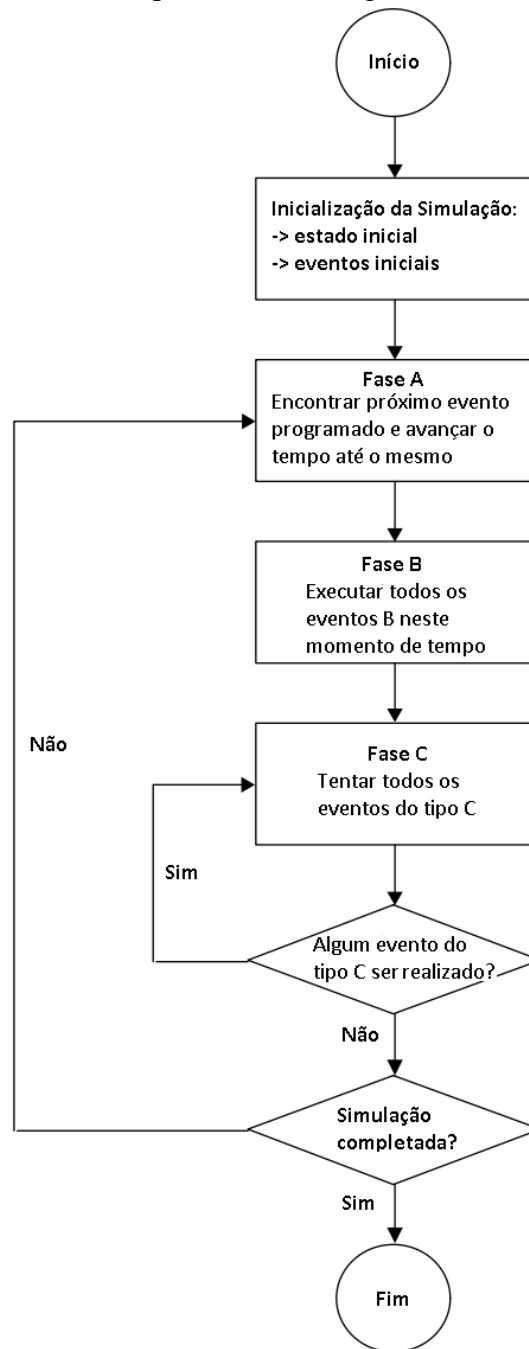 Início
Inicialização da Simulação:
-> estado inicial
-> eventos iniciais
Fase A
Encontrar próximo evento
programado e avançar o
tempo até o mesmo
Fase B
Executar todos os
eventos B neste
momento de tempo
Não
Fase C
Tentar todos os
eventos do tipo C
Sim
Algum evento do
tipo C ser realizado?
Não
Simulação
completada?
Sim
Fim